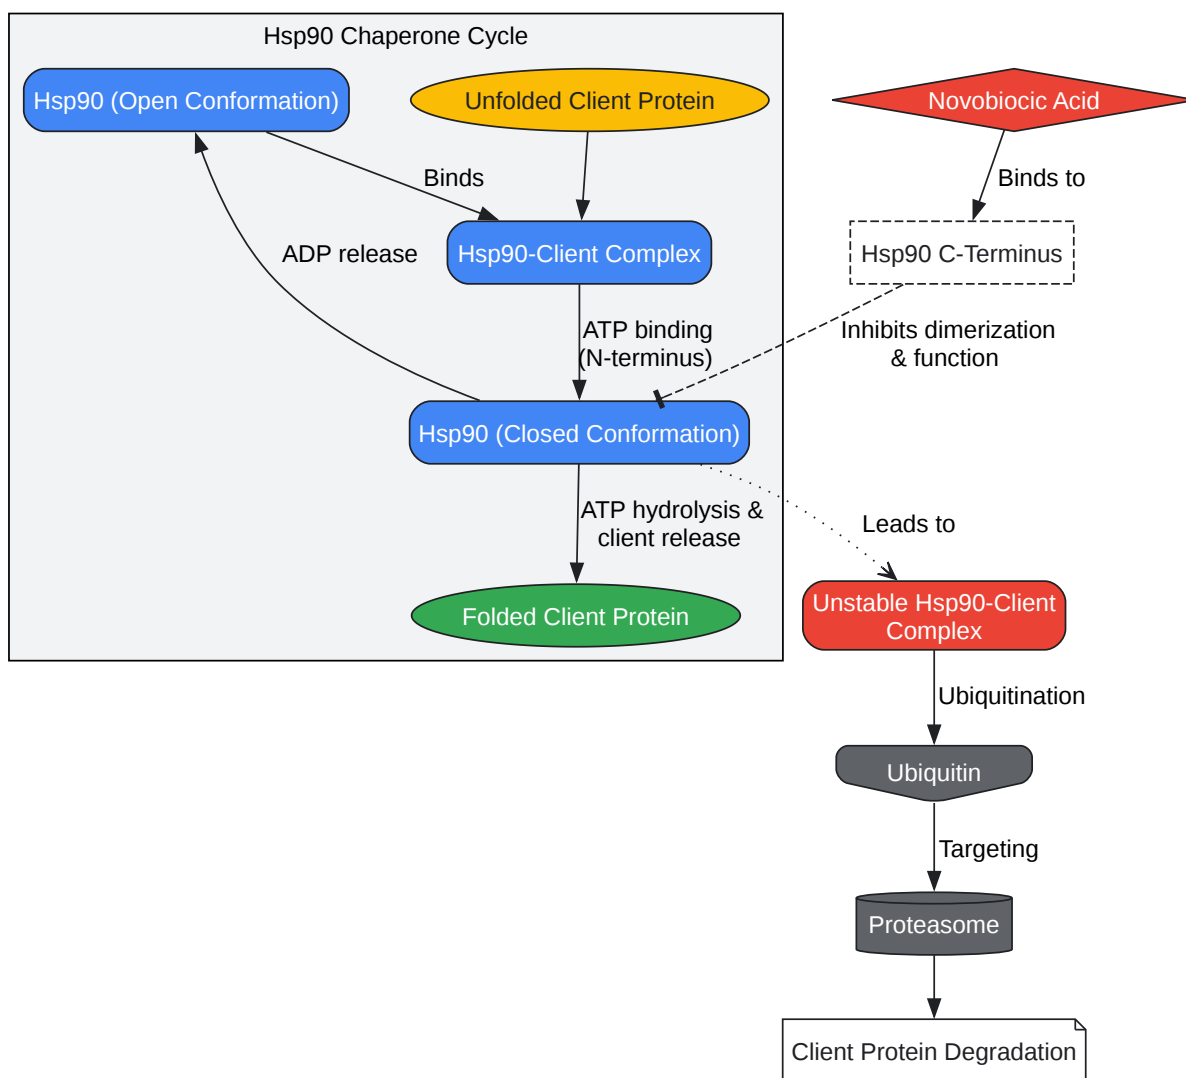 Hsp90 Chaperone Cycle
Hsp90 (Open Conformation)
Unfolded Client Protein
Novobiocic Acid
Binds
Binds to
ADP release
Hsp90-Client Complex
Hsp90 C-Terminus
ATP binding
(N-terminus)
Inhibits dimerization
& function
Hsp90 (Closed Conformation)
ATP hydrolysis &
client release
Leads to
Folded Client Protein
Unstable Hsp90-Client
Complex
Ubiquitination
Ubiquitin
Targeting
Proteasome
Client Protein Degradation